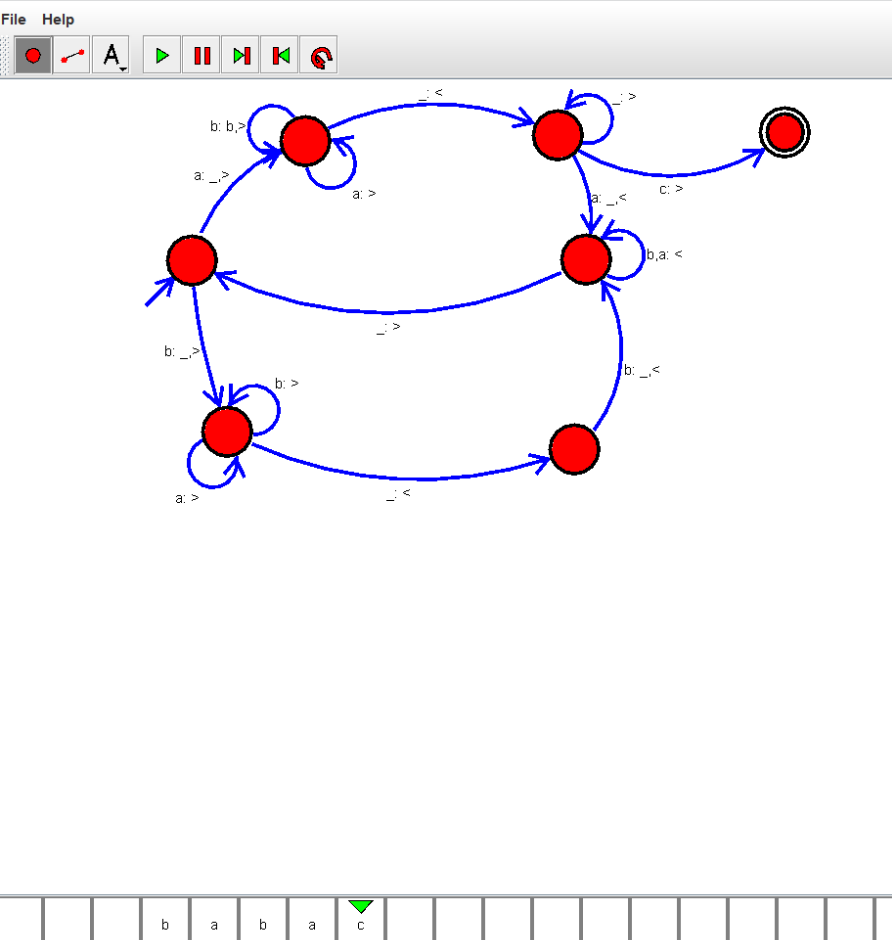 File Help
A
_: <
_: >
b: b,>
a: _,>
a: >
c: >
a: _,<
b,a: <
_: >
b: _,>
b: _,<
b: >
_: <
a: >
b a b a c